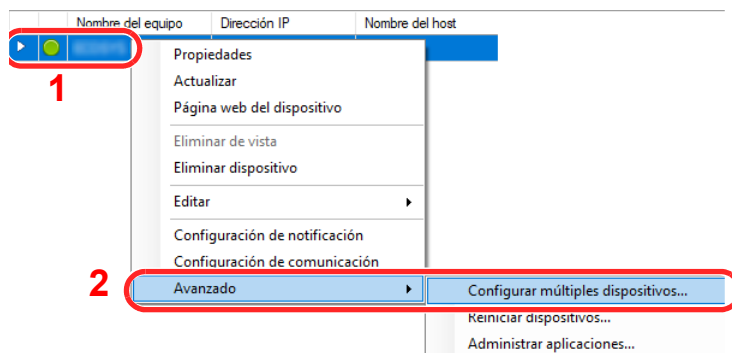 Nombre del equipo Dirección IP Nombre del host
1
Propiedades
Actualizar
Página web del dispositivo
Eliminar de vista
Eliminar dispositivo
Editar
Configuración de notificación
Configuración de comunicación
2
Avanzado
Configurar múltiples dispositivos...
Reiniciar dispositivos...
Administrar aplicaciones...